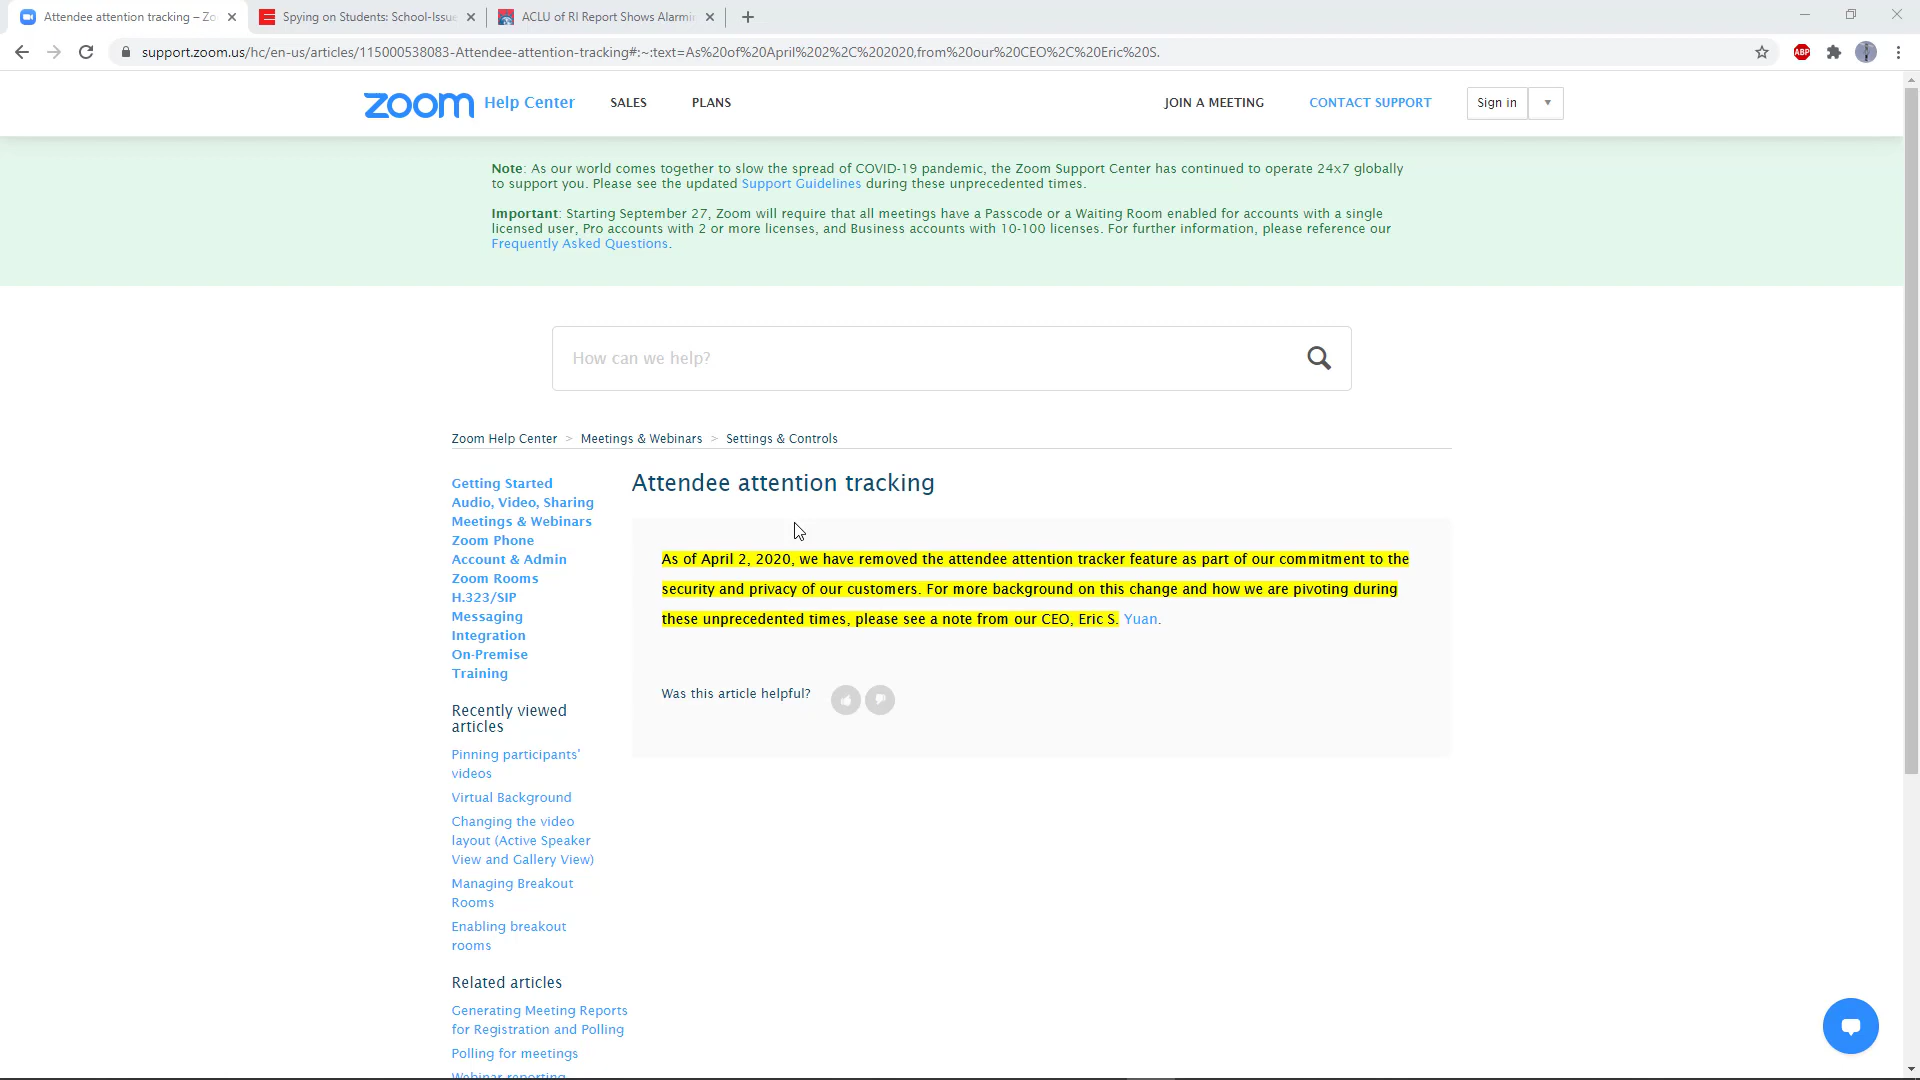 Attendee attention tracking – Zo
Spying on Students: School-Issue
ACLU of RI Report Shows Alarmin
support.zoom.us/hc/en-us/articles/115000538083-Attendee-attention-tracking#:~:text=As%20of%20April%202%2C%202020,from%20our%20CEO%2C%20Eric%20S.
ABP
zoom Help Center SALES PLANS JOIN A MEETING CONTACT SUPPORT Sign in
Note: As our world comes together to slow the spread of COVID-19 pandemic, the Zoom Support Center has continued to operate 24x7 globally
to support you. Please see the updated Support Guidelines during these unprecedented times.
Important: Starting September 27, Zoom will require that all meetings have a Passcode or a Waiting Room enabled for accounts with a single
licensed user, Pro accounts with 2 or more licenses, and Business accounts with 10-100 licenses. For further information, please reference our
Frequently Asked Questions.
How can we help?
Zoom Help Center > Meetings & Webinars > Settings & Controls
Getting Started
Audio, Video, Sharing
Meetings & Webinars
Zoom Phone
Account & Admin
Zoom Rooms
H.323/SIP
Messaging
Integration
On-Premise
Training
Recently viewed
articles
Pinning participants'
videos
Virtual Background
Changing the video
layout (Active Speaker
View and Gallery View)
Managing Breakout
Rooms
Enabling breakout
rooms
Related articles
Generating Meeting Reports
for Registration and Polling
Polling for meetings
Webinar reporting
Attendee attention tracking
As of April 2, 2020, we have removed the attendee attention tracker feature as part of our commitment to the
security and privacy of our customers. For more background on this change and how we are pivoting during
these unprecedented times, please see a note from our CEO, Eric S. Yuan.
Was this article helpful?